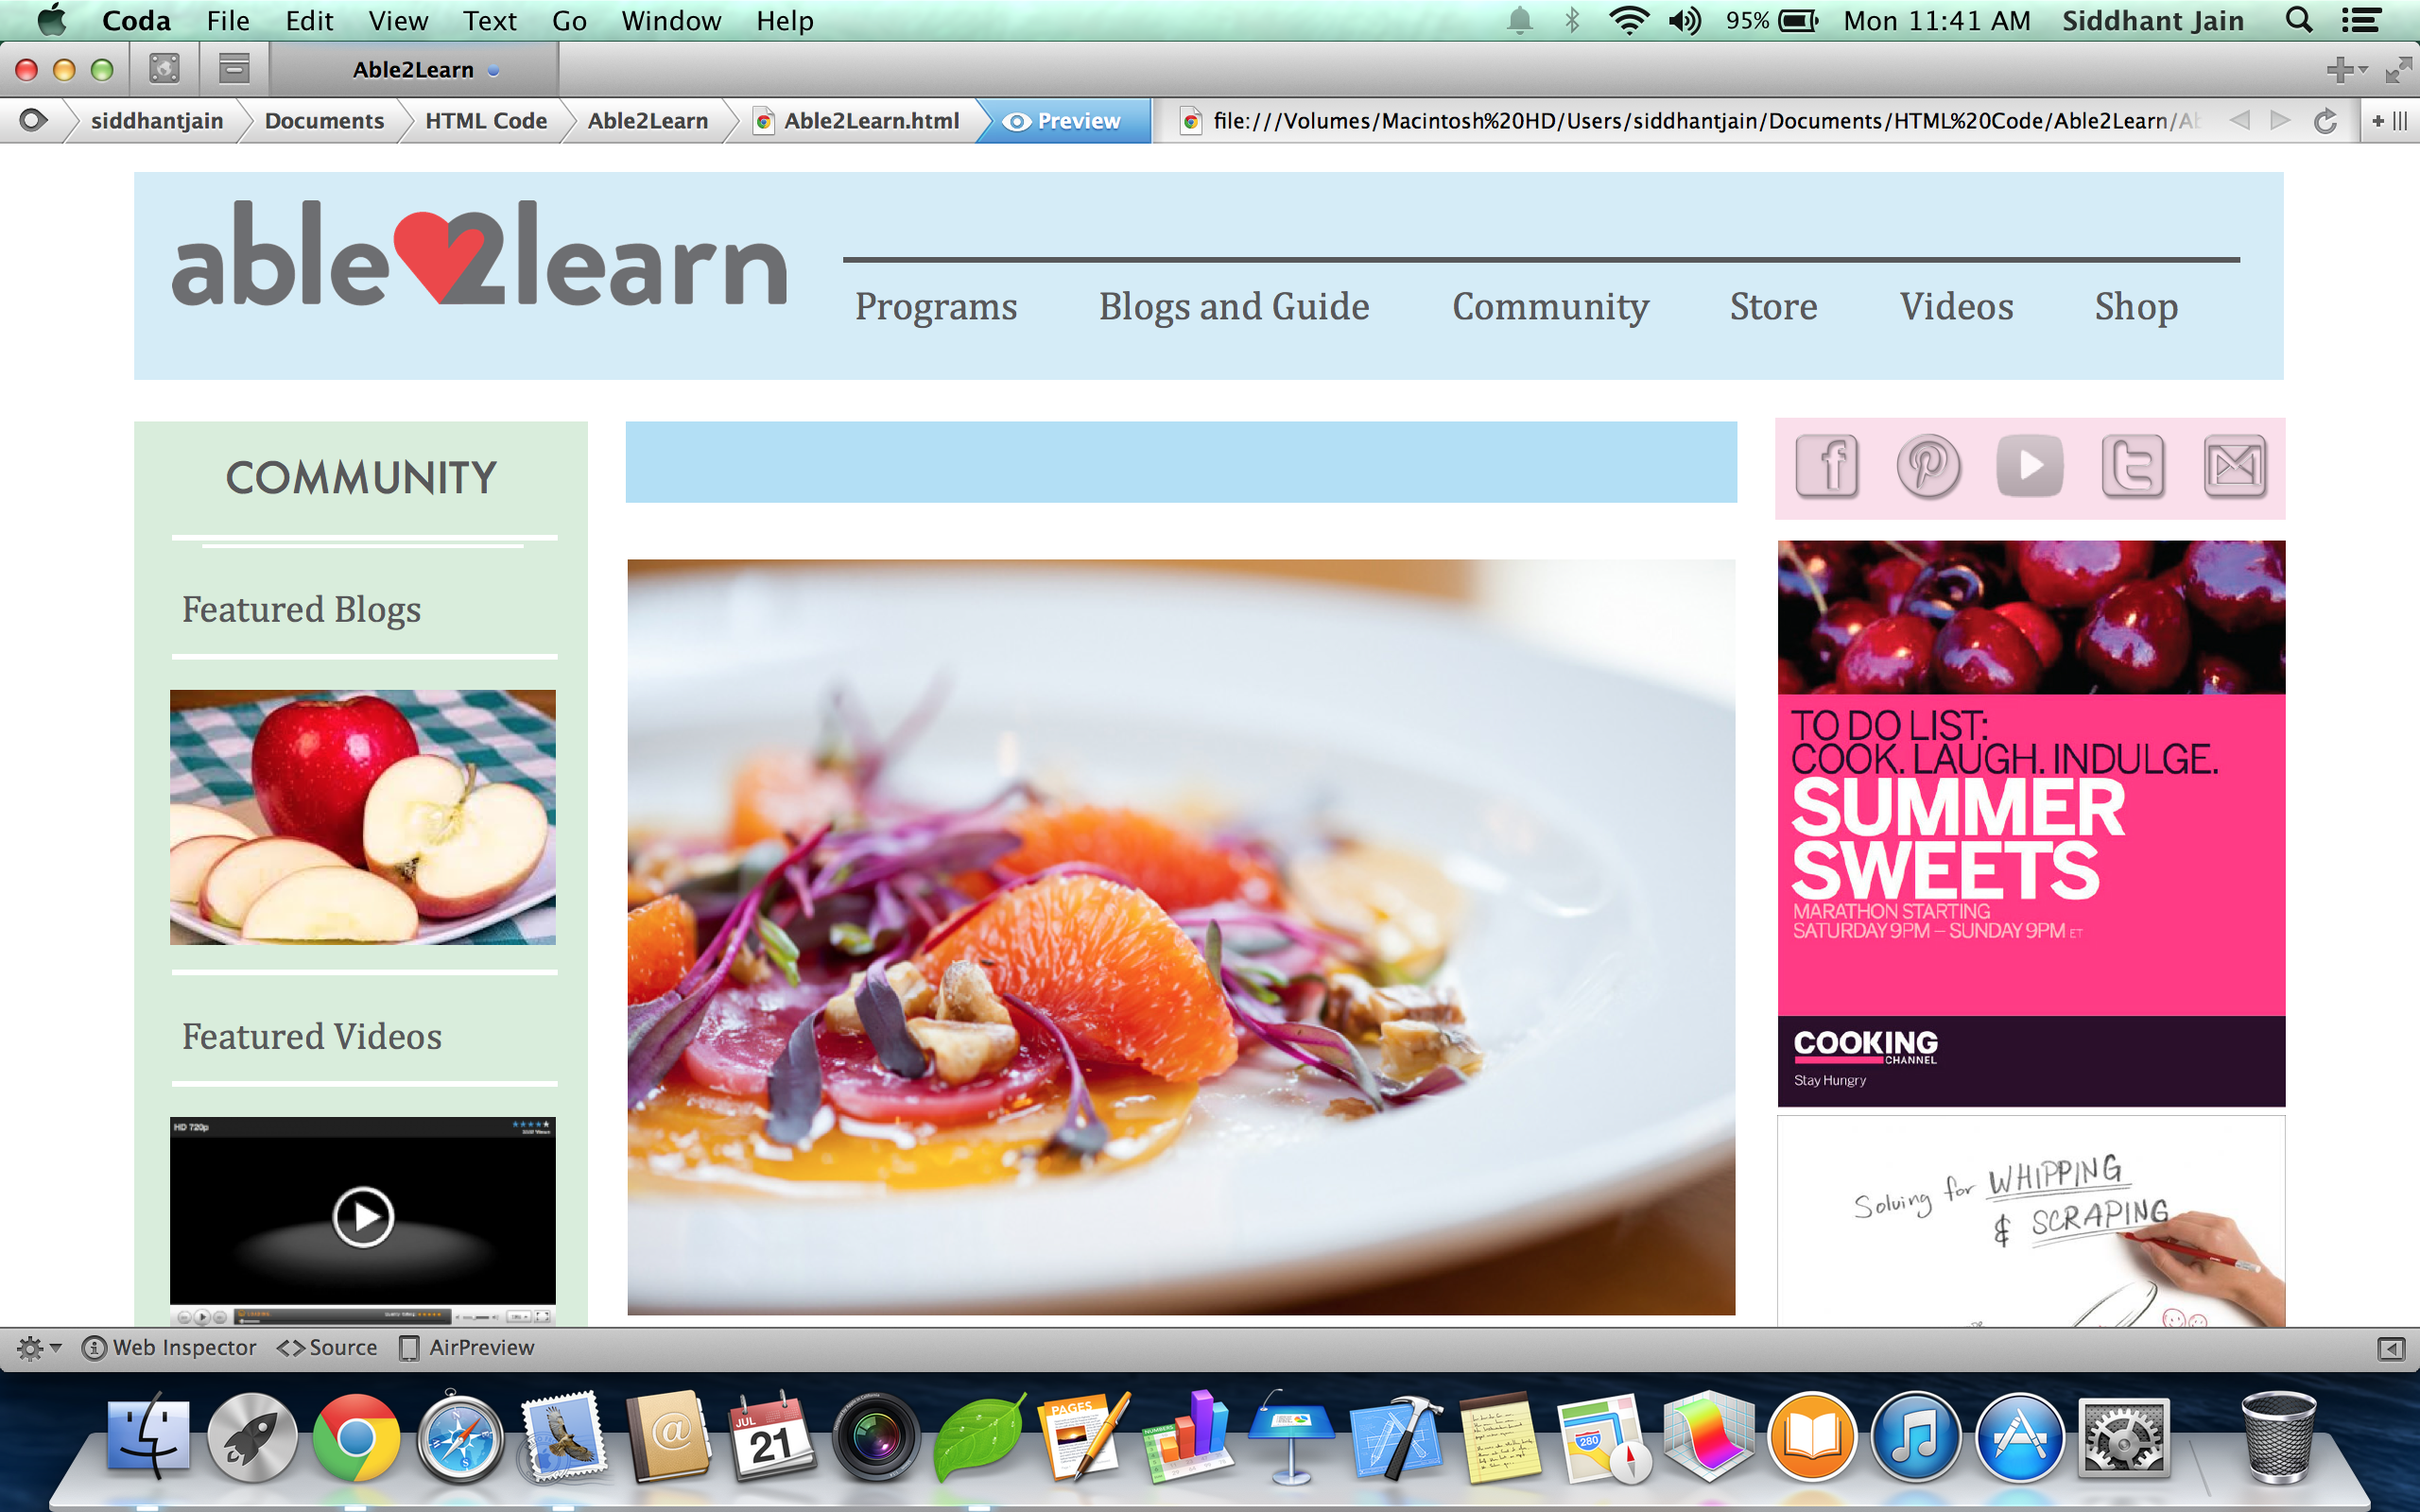 Coda File Edit View Text Go Window Help 95% Mon 11:41 AM Siddhant Jain
Able2Learn
siddhantjain Documents HTML Code Able2Learn Able2Learn.html Preview file:///Volumes/Macintosh%20HD/Users/siddhantjain/Documents/HTML%20Code/Able2Learn/Ab
able2learn
Programs Blogs and Guide Community Store Videos Shop
COMMUNITY
Featured Blogs
Featured Videos
HD 720p
TO DO LIST:
COOK. LAUGH. INDULGE.
SUMMER
SWEETS
MARATHON STARTING
SATURDAY 9PM – SUNDAY 9PM ET
COOKING
CHANNEL
Stay Hungry
Solving for WHIPPING
& SCRAPING
Web Inspector Source AirPreview
JUL
21
PAGES
NUMBERS
280